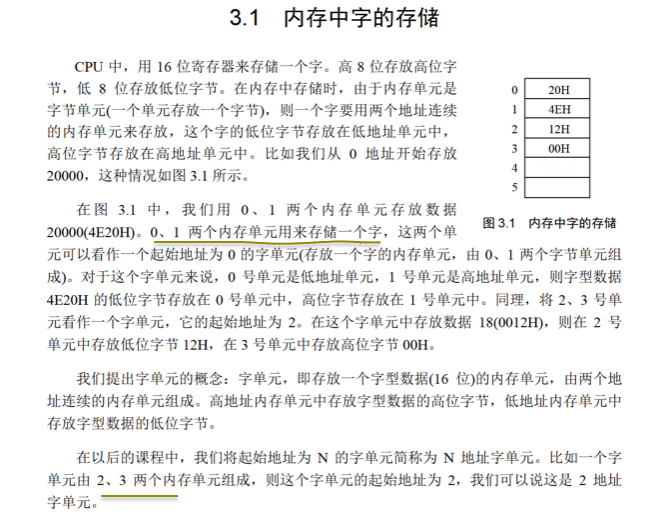 3.1 内存中字的存储
CPU 中，用 16 位寄存器来存储一个字。高 8 位存放高位字
节，低 8 位存放低位字节。在内存中存储时，由于内存单元是
字节单元(一个单元存放一个字节)，则一个字要用两个地址连续
的内存单元来存放，这个字的低位字节存放在低地址单元中，
高位字节存放在高地址单元中。比如我们从 0 地址开始存放
20000，这种情况如图 3.1 所示。
0 20H
1 4EH
2 12H
3 00H
4
5
图 3.1 内存中字的存储
在图 3.1 中，我们用 0、1 两个内存单元存放数据
20000(4E20H)。0、1 两个内存单元用来存储一个字，这两个单
元可以看作一个起始地址为 0 的字单元(存放一个字的内存单元，由 0、1 两个字节单元组
成)。对于这个字单元来说，0 号单元是低地址单元，1 号单元是高地址单元，则字型数据
4E20H 的低位字节存放在 0 号单元中，高位字节存放在 1 号单元中。同理，将 2、3 号单
元看作一个字单元，它的起始地址为 2。在这个字单元中存放数据 18(0012H)，则在 2 号
单元中存放低位字节 12H，在 3 号单元中存放高位字节 00H。
我们提出字单元的概念：字单元，即存放一个字型数据(16 位)的内存单元，由两个地
址连续的内存单元组成。高地址内存单元中存放字型数据的高位字节，低地址内存单元中
存放字型数据的低位字节。
在以后的课程中，我们将起始地址为 N 的字单元简称为 N 地址字单元。比如一个字
单元由 2、3 两个内存单元组成，则这个字单元的起始地址为 2，我们可以说这是 2 地址
字单元。